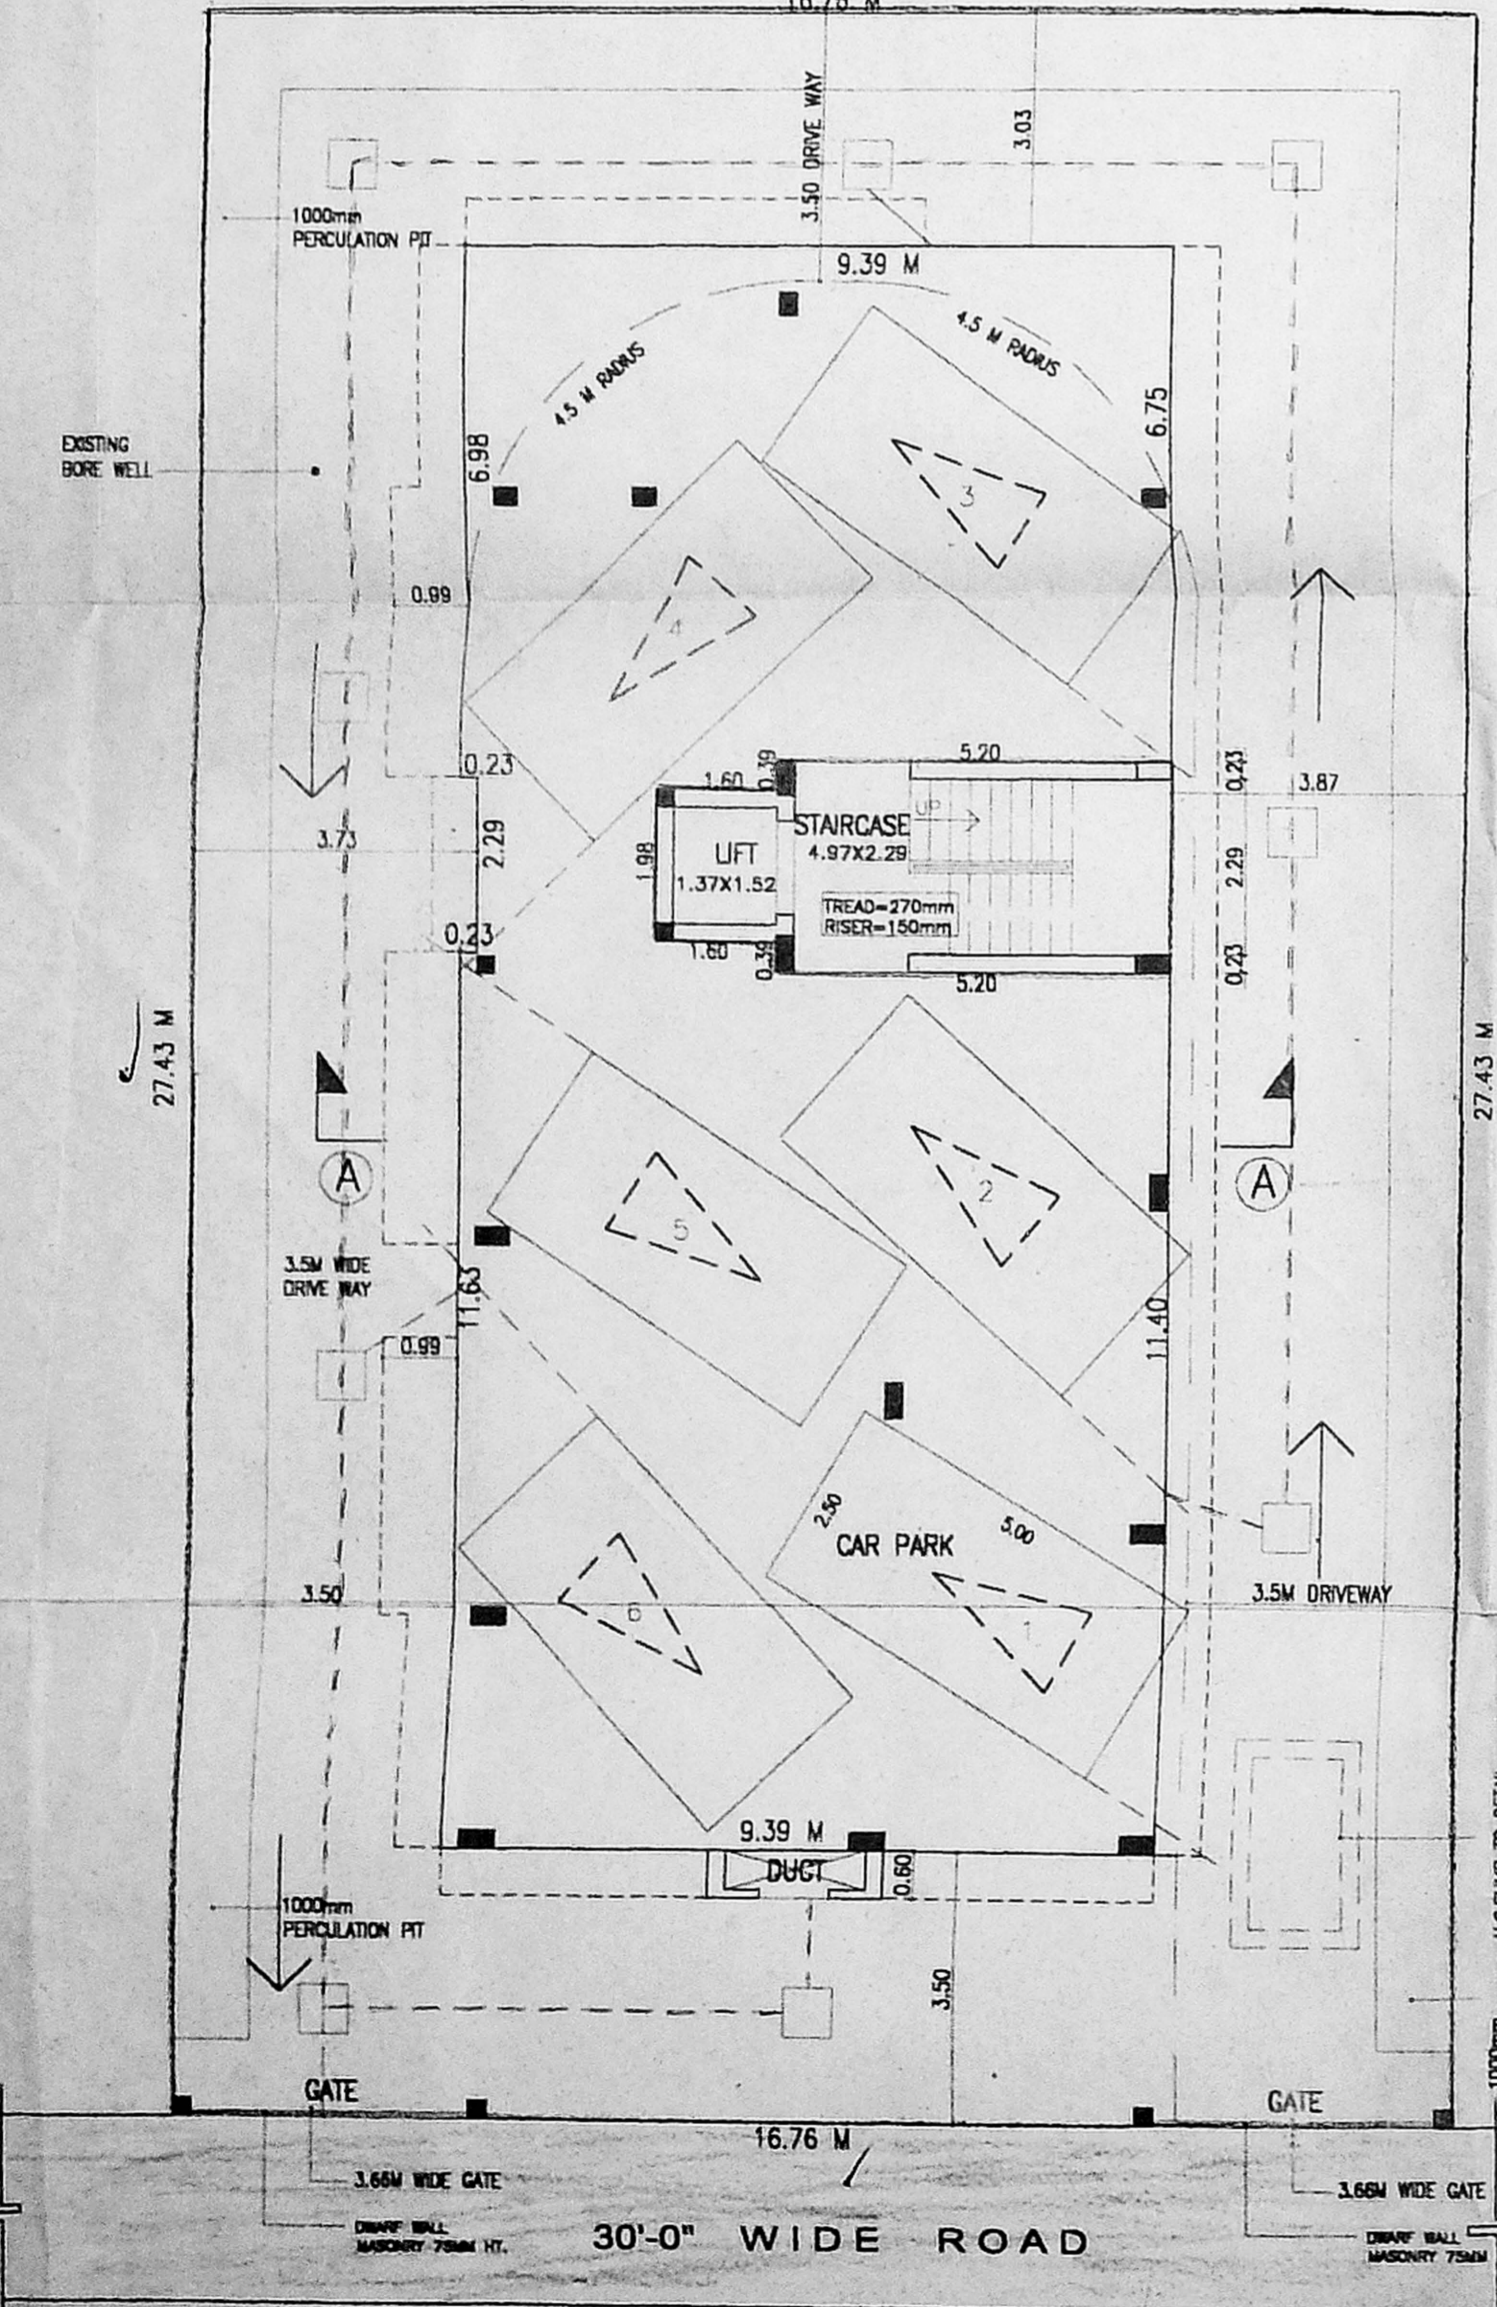 3.50 DRIVE WAY
3.03
1000mm
PERCULATION PIT
9.39 M
4.5 M RADIUS
4.5 M RADIUS
EXISTING
BORE WELL
6.98
6.75
3
4
0.99
0.23
1.60
0.39
5.20
0.23
3.87
3.73
2.29
1.98
LIFT
1.37X1.52
STAIRCASE
4.97X2.29
UP
TREAD=270mm
RISER=150mm
2.29
0.23
1.60
0.39
5.20
0.23
27.43 M
27.43 M
A
A
5
2
3.5M WIDE
DRIVE WAY
11.63
11.40
0.99
2.50
CAR PARK
5.00
3.50
6
1
3.5M DRIVEWAY
9.39 M
DUCT
0.60
1000mm
PERCULATION PIT
3.50
1000mm
GATE
GATE
16.76 M
3.66M WIDE GATE
3.66M WIDE GATE
DWARF WALL
MASONRY 75MM HT.
30'-0" WIDE ROAD
DWARF WALL
MASONRY 75MM